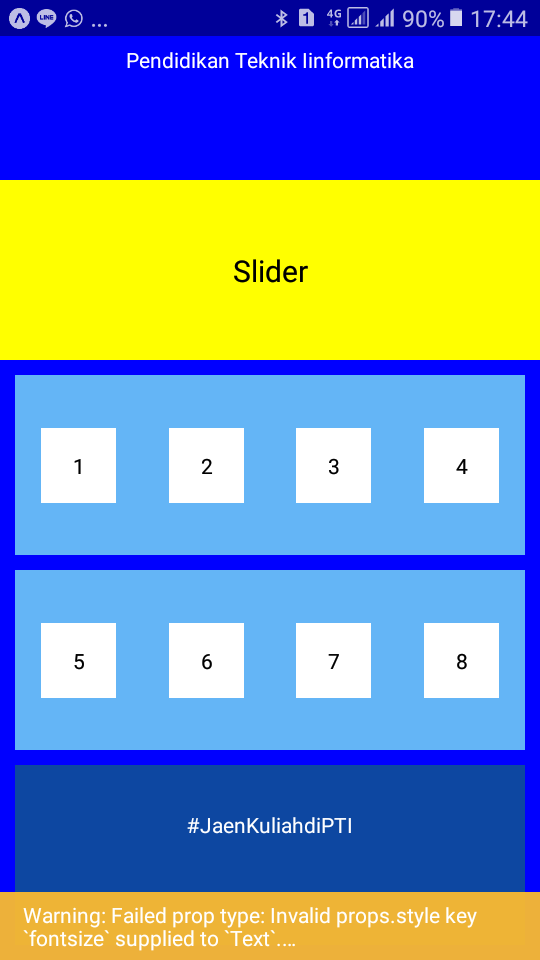 LINE ... 1 4G 90% 17:44
Pendidikan Teknik Iinformatika
Slider
1 2 3 4
5 6 7 8
#JaenKuliahdiPTI
Warning: Failed prop type: Invalid props.style key
`fontsize` supplied to `Text`....